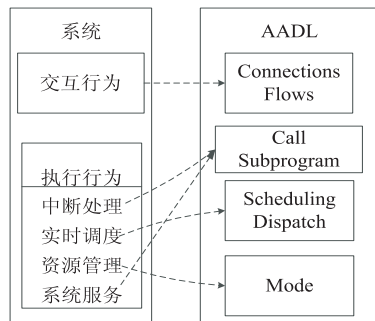 系统
交互行为
执行行为
中断处理
实时调度
资源管理
系统服务
AADL
Connections
Flows
Call
Subprogram
Scheduling
Dispatch
Mode